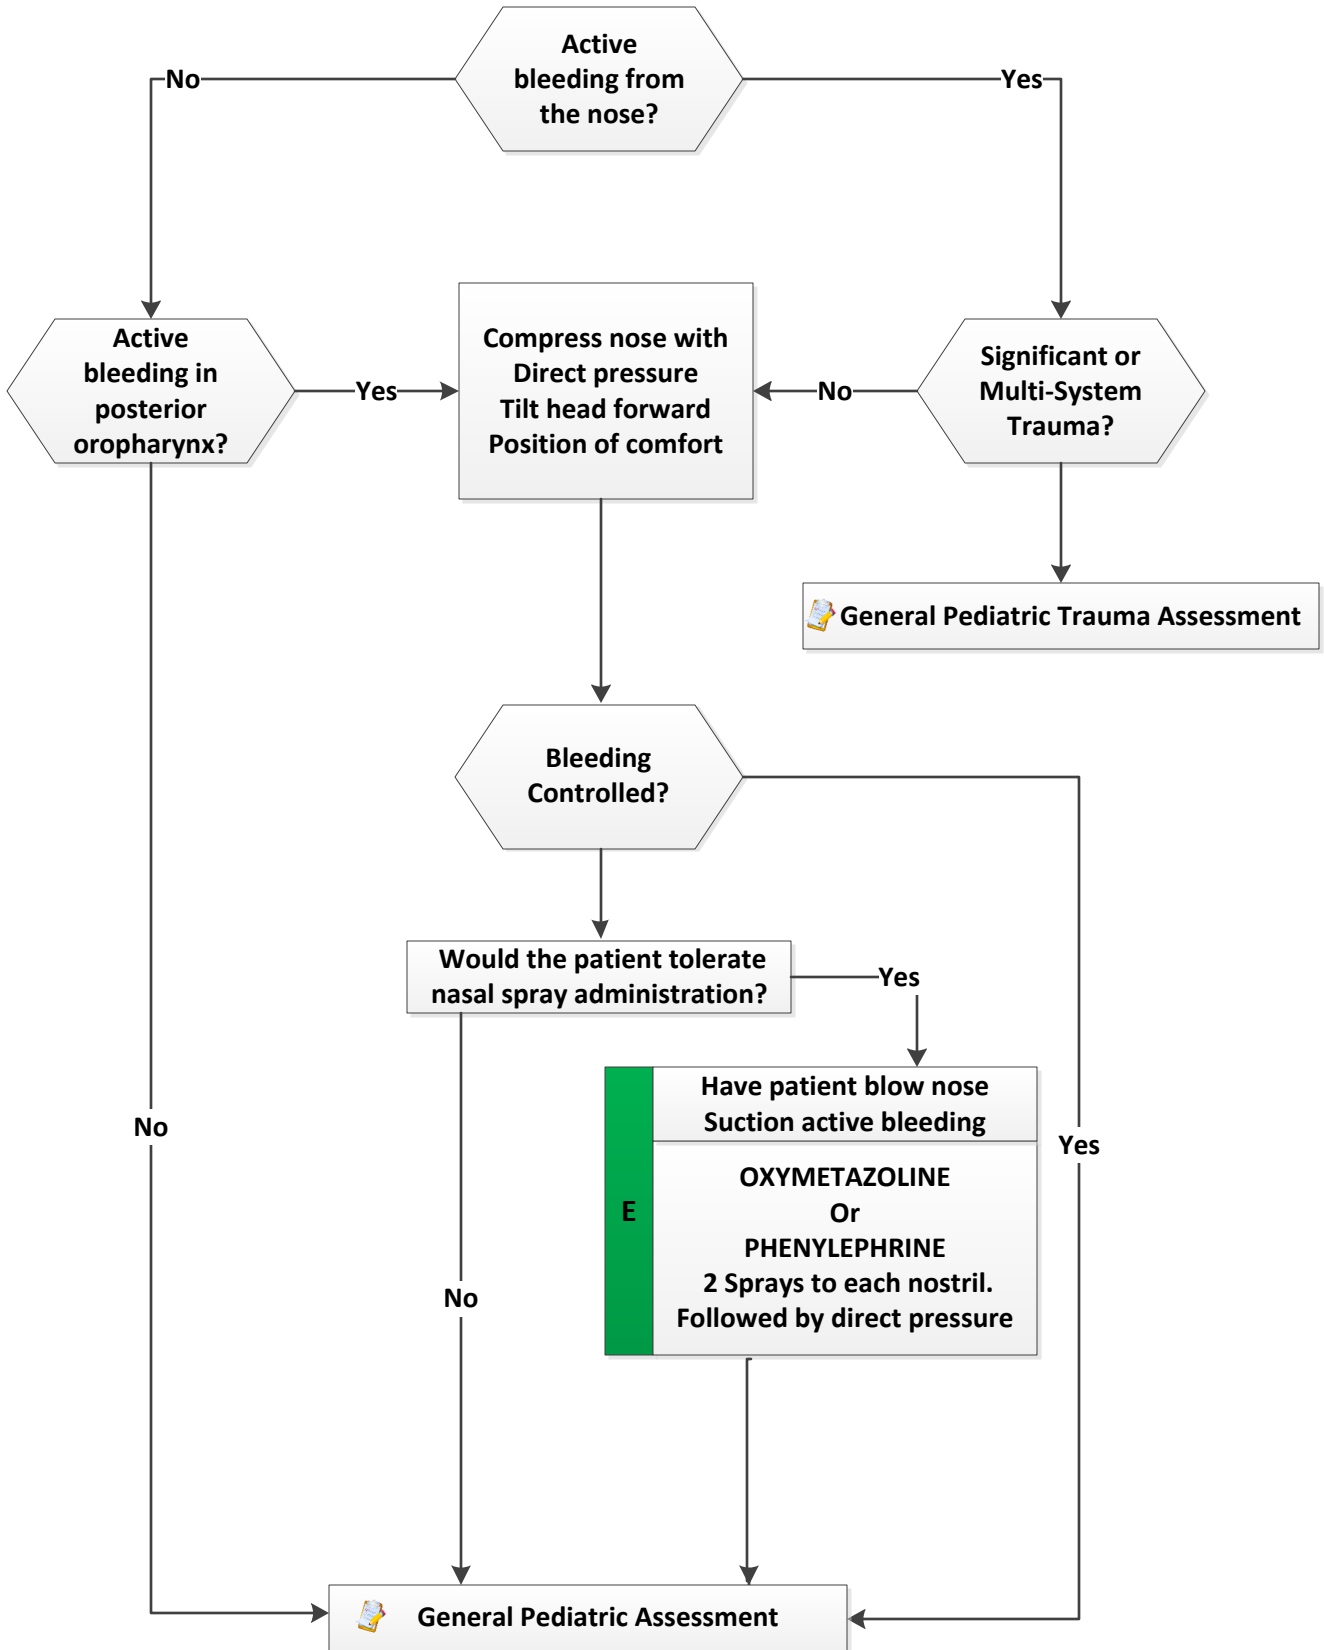 Active
bleeding from
the nose?
No
Yes
Active
bleeding in
posterior
oropharynx?
Yes
Compress nose with
Direct pressure
Tilt head forward
Position of comfort
No
Significant or
Multi-System
Trauma?
General Pediatric Trauma Assessment
Bleeding
Controlled?
Would the patient tolerate
nasal spray administration?
Yes
Have patient blow nose
Suction active bleeding
No
Yes
E
OXYMETAZOLINE
Or
PHENYLEPHRINE
2 Sprays to each nostril.
Followed by direct pressure
No
General Pediatric Assessment